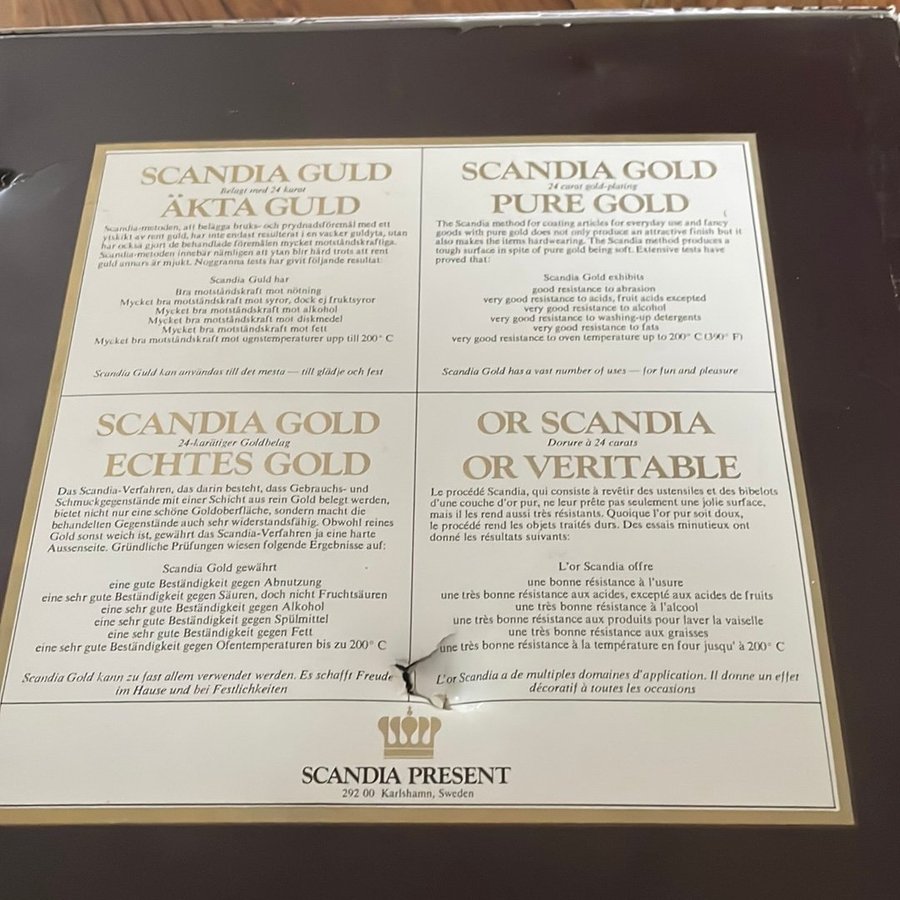 SCANDIA GULD
Belagt med 24 karat
ÄKTA GULD
Scandia-metoden, att belägga bruks- och prydnadsföremål med ett
ytskikt av rent guld, har inte endast resulterat i en vacker guldyta, utan
har också gjort de behandlade föremålen mycket motståndskraftiga.
Scandia-metoden innebär nämligen att ytan blir hård trots att rent
guld annars är mjukt. Noggranna tests har givit följande resultat:
Scandia Guld har
Bra motståndskraft mot nötning
Mycket bra motståndskraft mot syror, dock ej fruktsyror
Mycket bra motståndskraft mot alkohol
Mycket bra motståndskraft mot diskmedel
Mycket bra motståndskraft mot fett
Mycket bra motståndskraft mot ugnstemperaturer upp till 200° C
Scandia Guld kan användas till det mesta — till glädje och fest
SCANDIA GOLD
24 carat gold-plating
PURE GOLD
The Scandia method for coating articles for everyday use and fancy
goods with pure gold does not only produce an attractive finish but it
also makes the items hardwearing. The Scandia method produces a
tough surface in spite of pure gold being soft. Extensive tests have
proved that:
Scandia Gold exhibits
good resistance to abrasion
very good resistance to acids, fruit acids excepted
very good resistance to alcohol
very good resistance to washing-up detergents
very good resistance to fats
very good resistance to oven temperature up to 200° C (390° F)
Scandia Gold has a vast number of uses — for fun and pleasure
SCANDIA GOLD
24-karätiger Goldbelag
ECHTES GOLD
Das Scandia-Verfahren, das darin besteht, dass Gebrauchs- und
Schmuckgegenstände mit einer Schicht aus rein Gold belegt werden,
bietet nicht nur eine schöne Goldoberfläche, sondern macht die
behandelten Gegenstände auch sehr widerstandsfähig. Obwohl reines
Gold sonst weich ist, gewährt das Scandia-Verfahren ja eine harte
Aussenseite. Gründliche Prüfungen wiesen folgende Ergebnisse auf:
Scandia Gold gewährt
eine gute Beständigkeit gegen Abnutzung
eine sehr gute Beständigkeit gegen Säuren, doch nicht Fruchtsäuren
eine sehr gute Beständigkeit gegen Alkohol
eine sehr gute Beständigkeit gegen Spülmittel
eine sehr gute Beständigkeit gegen Fett
eine sehr gute Beständigkeit gegen Ofentemperaturen bis zu 200° C
Scandia Gold kann zu fast allem verwendet werden. Es schafft Freude
im Hause und bei Festlichkeiten
OR SCANDIA
Dorure à 24 carats
OR VERITABLE
Le procédé Scandia, qui consiste à revêtir des ustensiles et des bibelots
d'une couche d'or pur, ne leur prête pas seulement une jolie surface,
mais il les rend aussi très résistants. Quoique l'or pur soit doux,
le procédé rend les objets traités durs. Des essais minutieux ont
donné les résultats suivants:
L'or Scandia offre
une bonne résistance à l'usure
une très bonne résistance aux acides, excepté aux acides de fruits
une très bonne résistance à l'alcool
une très bonne résistance aux produits pour laver la vaiselle
une très bonne résistance aux graisses
une très bonne résistance à la température en four jusqu' à 200° C
L'or Scandia a de multiples domaines d'application. Il donne un effet
décoratif à toutes les occasions
SCANDIA PRESENT
292 00 Karlshamn, Sweden